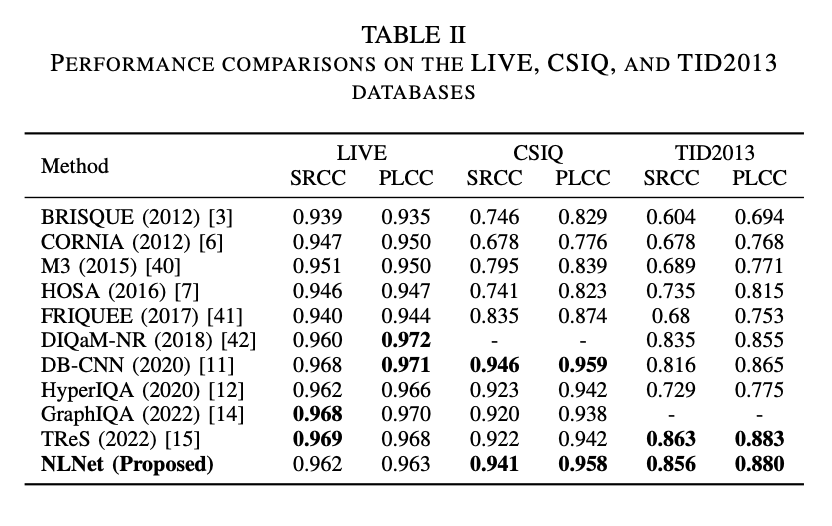 TABLE II
PERFORMANCE COMPARISONS ON THE LIVE, CSIQ, AND TID2013
DATABASES
Method LIVE CSIQ TID2013
SRCC PLCC SRCC PLCC SRCC PLCC
BRISQUE (2012) [3] 0.939 0.935 0.746 0.829 0.604 0.694
CORNIA (2012) [6] 0.947 0.950 0.678 0.776 0.678 0.768
M3 (2015) [40] 0.951 0.950 0.795 0.839 0.689 0.771
HOSA (2016) [7] 0.946 0.947 0.741 0.823 0.735 0.815
FRIQUEE (2017) [41] 0.940 0.944 0.835 0.874 0.68 0.753
DIQaM-NR (2018) [42] 0.960 0.972 - - 0.835 0.855
DB-CNN (2020) [11] 0.968 0.971 0.946 0.959 0.816 0.865
HyperIQA (2020) [12] 0.962 0.966 0.923 0.942 0.729 0.775
GraphIQA (2022) [14] 0.968 0.970 0.920 0.938 - -
TReS (2022) [15] 0.969 0.968 0.922 0.942 0.863 0.883
NLNet (Proposed) 0.962 0.963 0.941 0.958 0.856 0.880